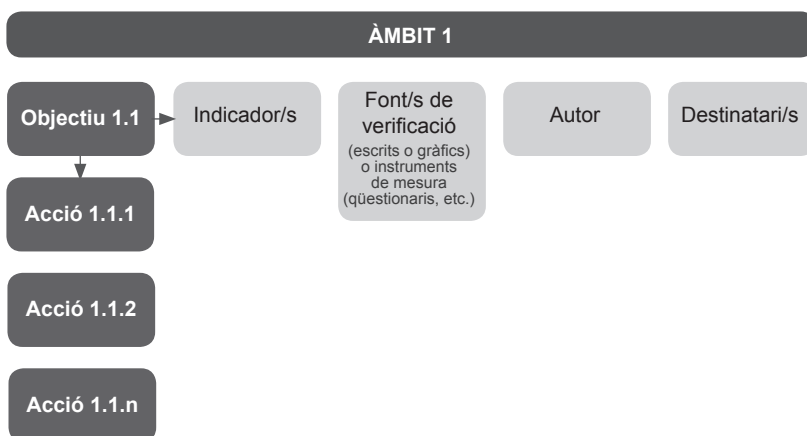 ÀMBIT 1
Objectiu 1.1
Indicador/s
Font/s de
verificació
(escrits o gràfics)
o instruments
de mesura
(qüestionaris, etc.)
Autor
Destinatari/s
Acció 1.1.1
Acció 1.1.2
Acció 1.1.n